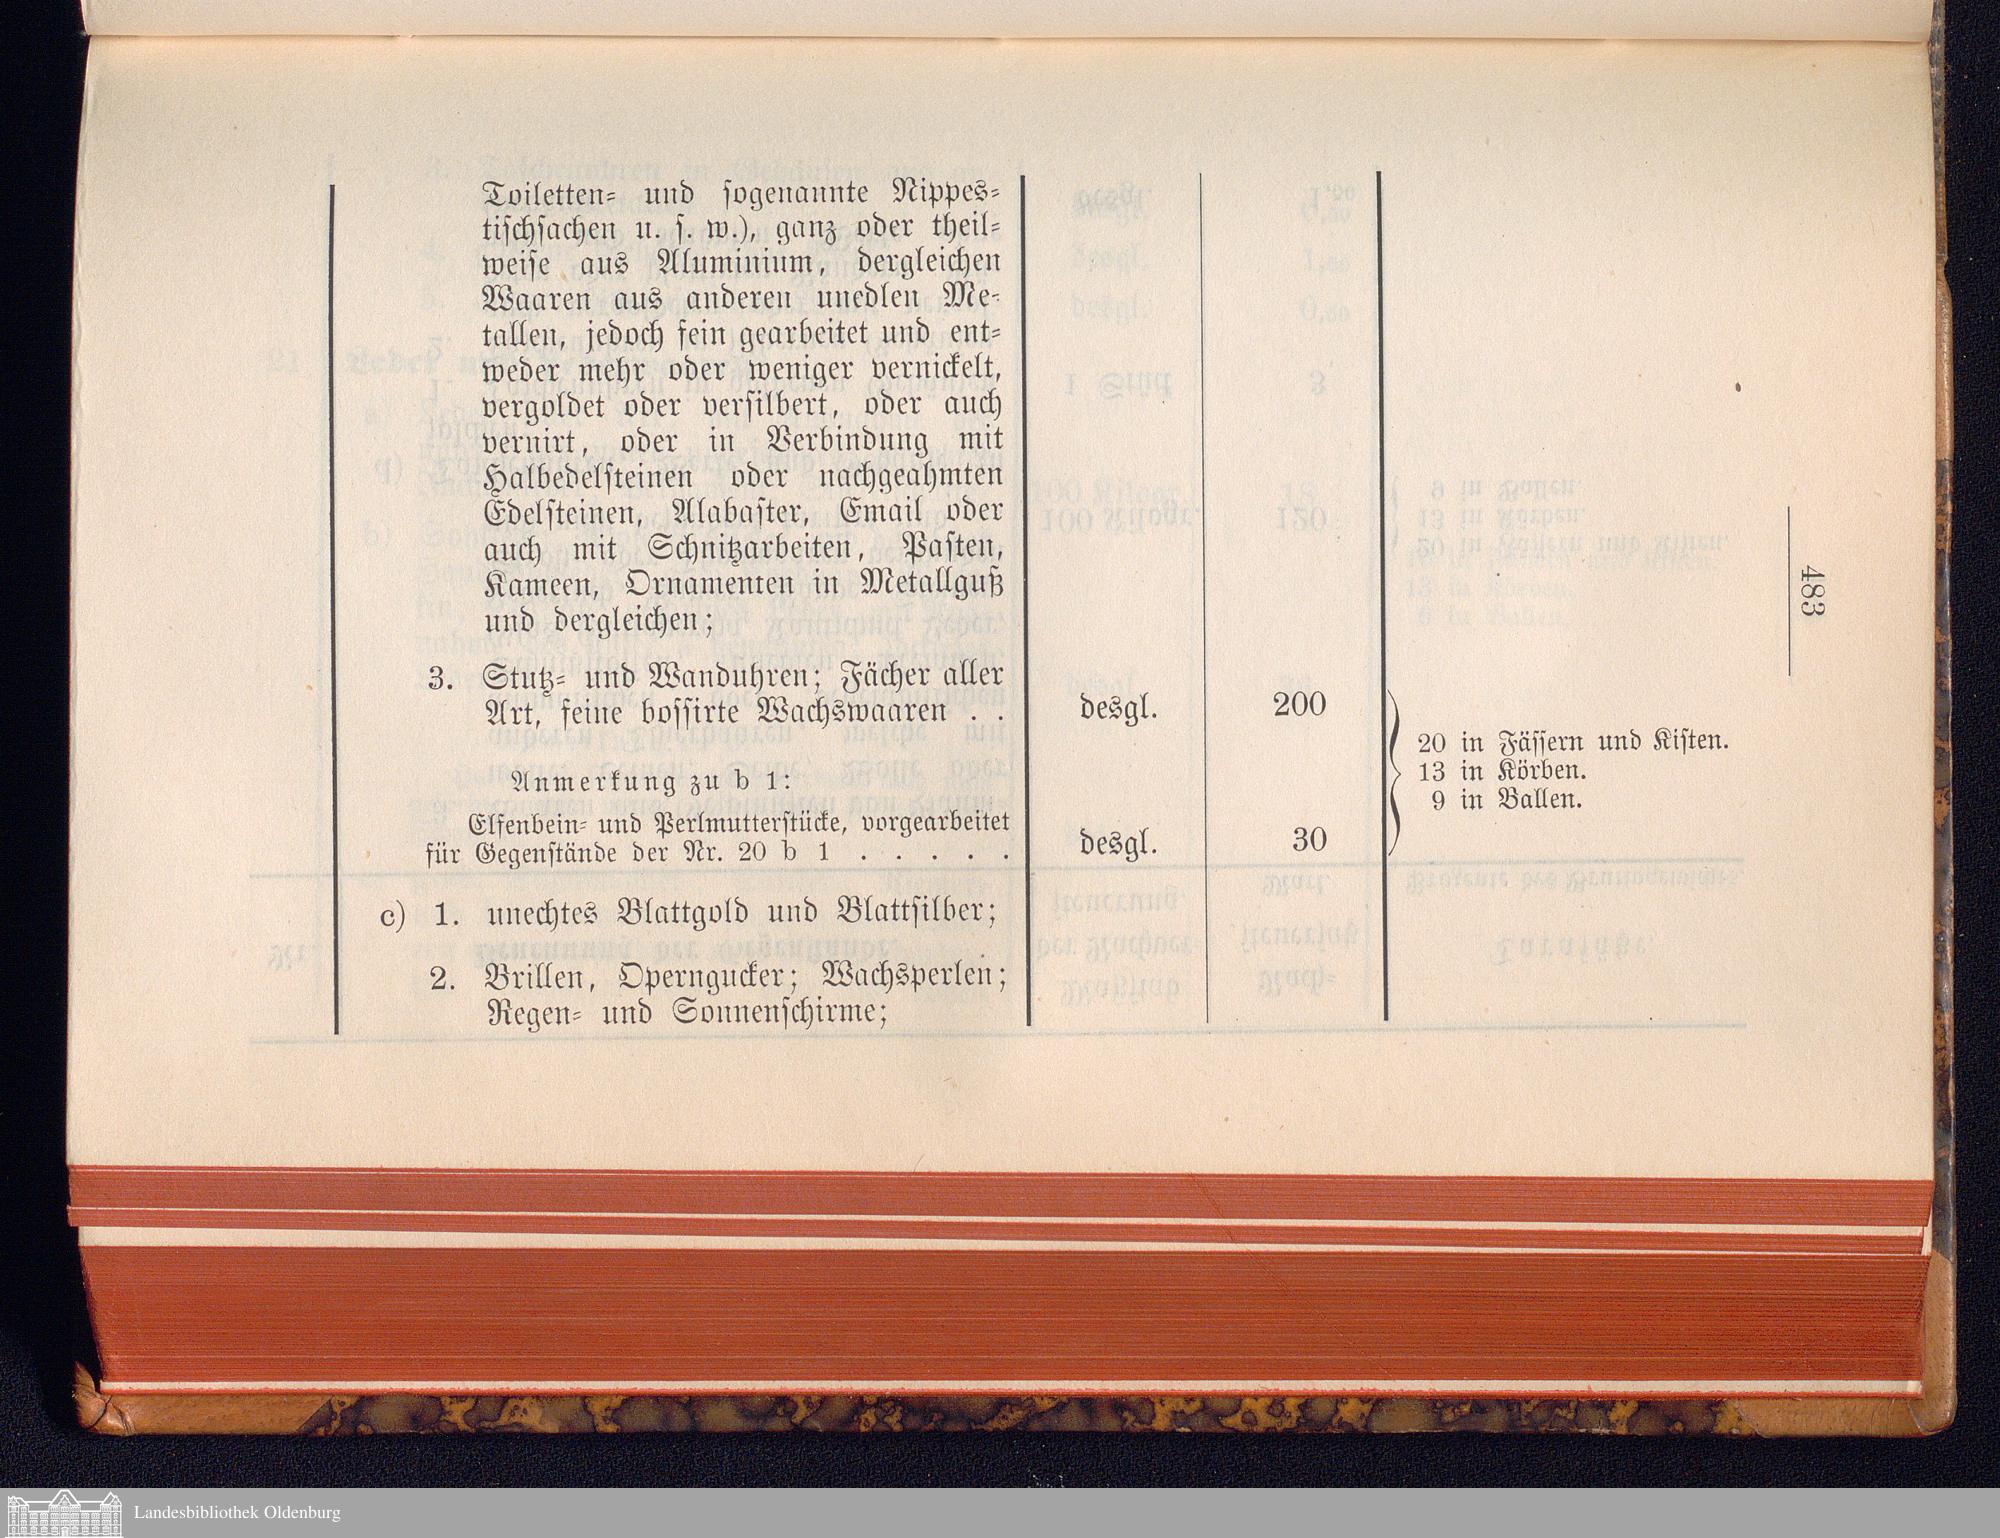 Toiletten- und sogenannte Nippes-
tischsachen u. s. w.), ganz oder theil-
weise aus Aluminium, dergleichen
Waaren aus anderen unedlen Me-
tallen, jedoch fein gearbeitet und ent-
weder mehr oder weniger vernickelt,
vergoldet oder versilbert, oder auch
vernirt, oder in Verbindung mit
Halbedelsteinen oder nachgeahmten
Edelsteinen, Alabaster, Email oder
auch mit Schnitzarbeiten, Pasten,
Kameen, Ornamenten in Metallguß
und dergleichen;
3. Stutz- und Wanduhren; Fächer aller
Art, feine bossirte Wachswaaren . . desgl. 200
20 in Fässern und Kisten.
13 in Körben.
9 in Ballen.
Anmerkung zu b 1:
Elfenbein- und Perlmutterstücke, vorgearbeitet
für Gegenstände der Nr. 20 b 1 . . . . . desgl. 30
c) 1. unechtes Blattgold und Blattsilber;
2. Brillen, Operngucker; Wachsperlen;
Regen- und Sonnenschirme;
483
Landesbibliothek Oldenburg